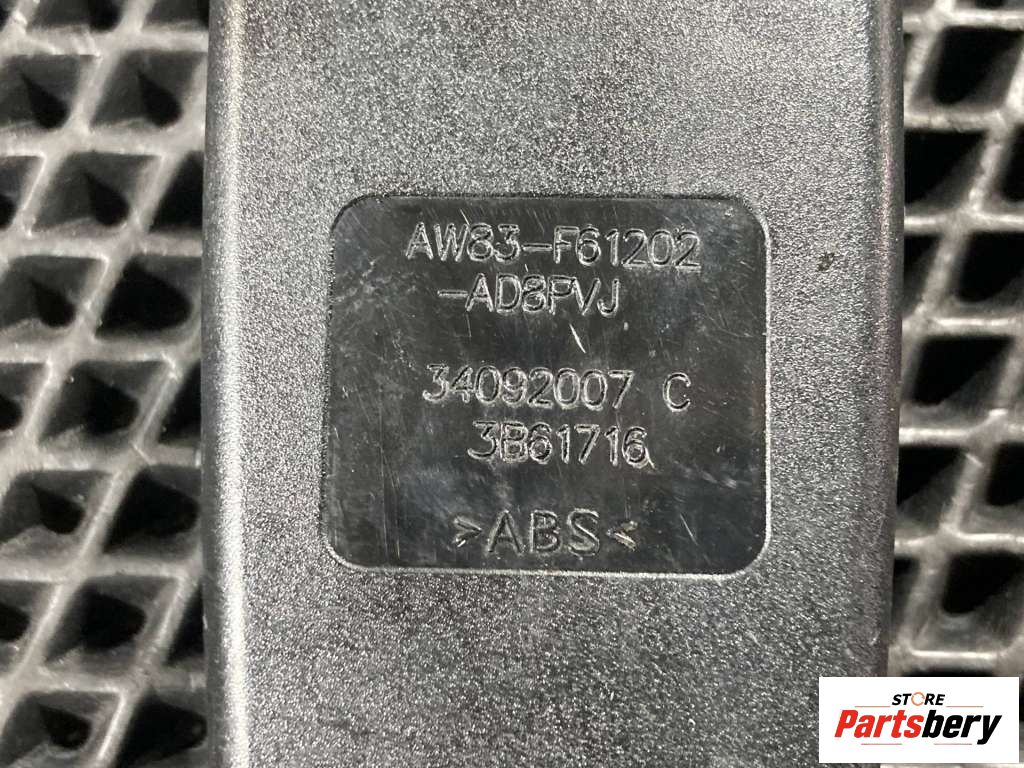 AW83-F61202
-AD8PVJ
34092007 C
3B61716
>ABS<
STORE
Partsbery